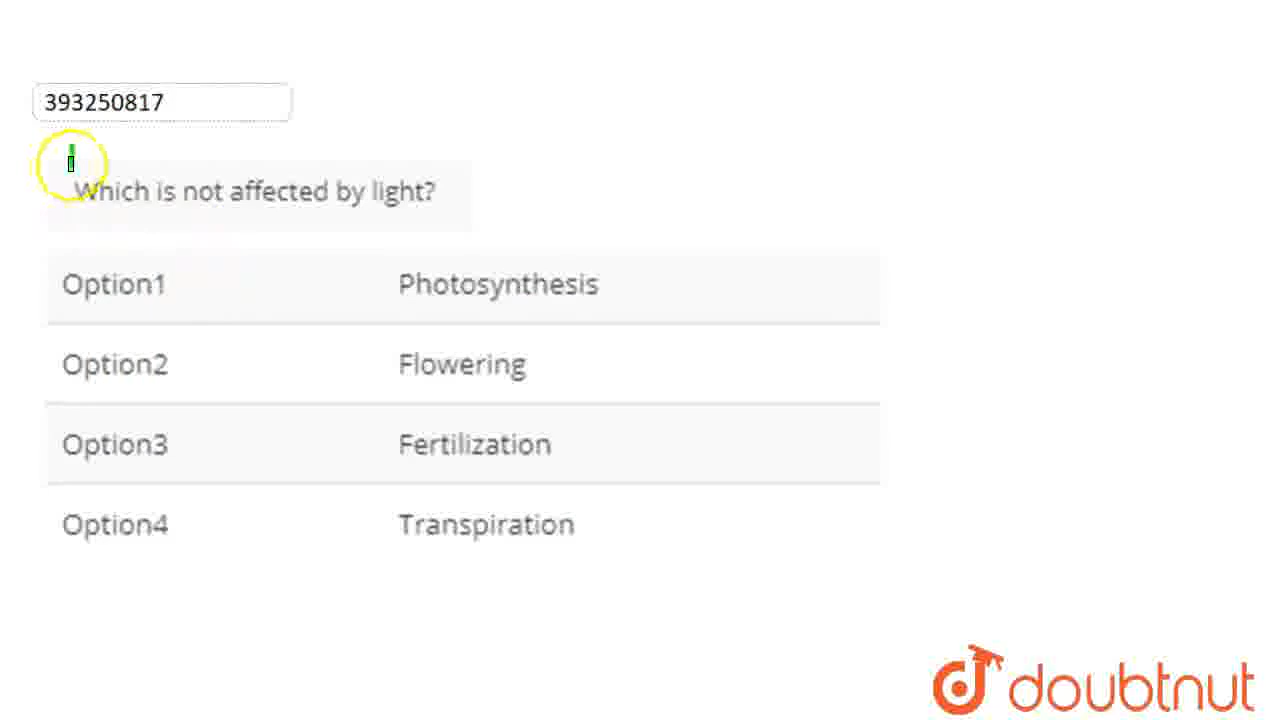 393250817
Which is not affected by light?
Option1 Photosynthesis
Option2 Flowering
Option3 Fertilization
Option4 Transpiration
doubtnut